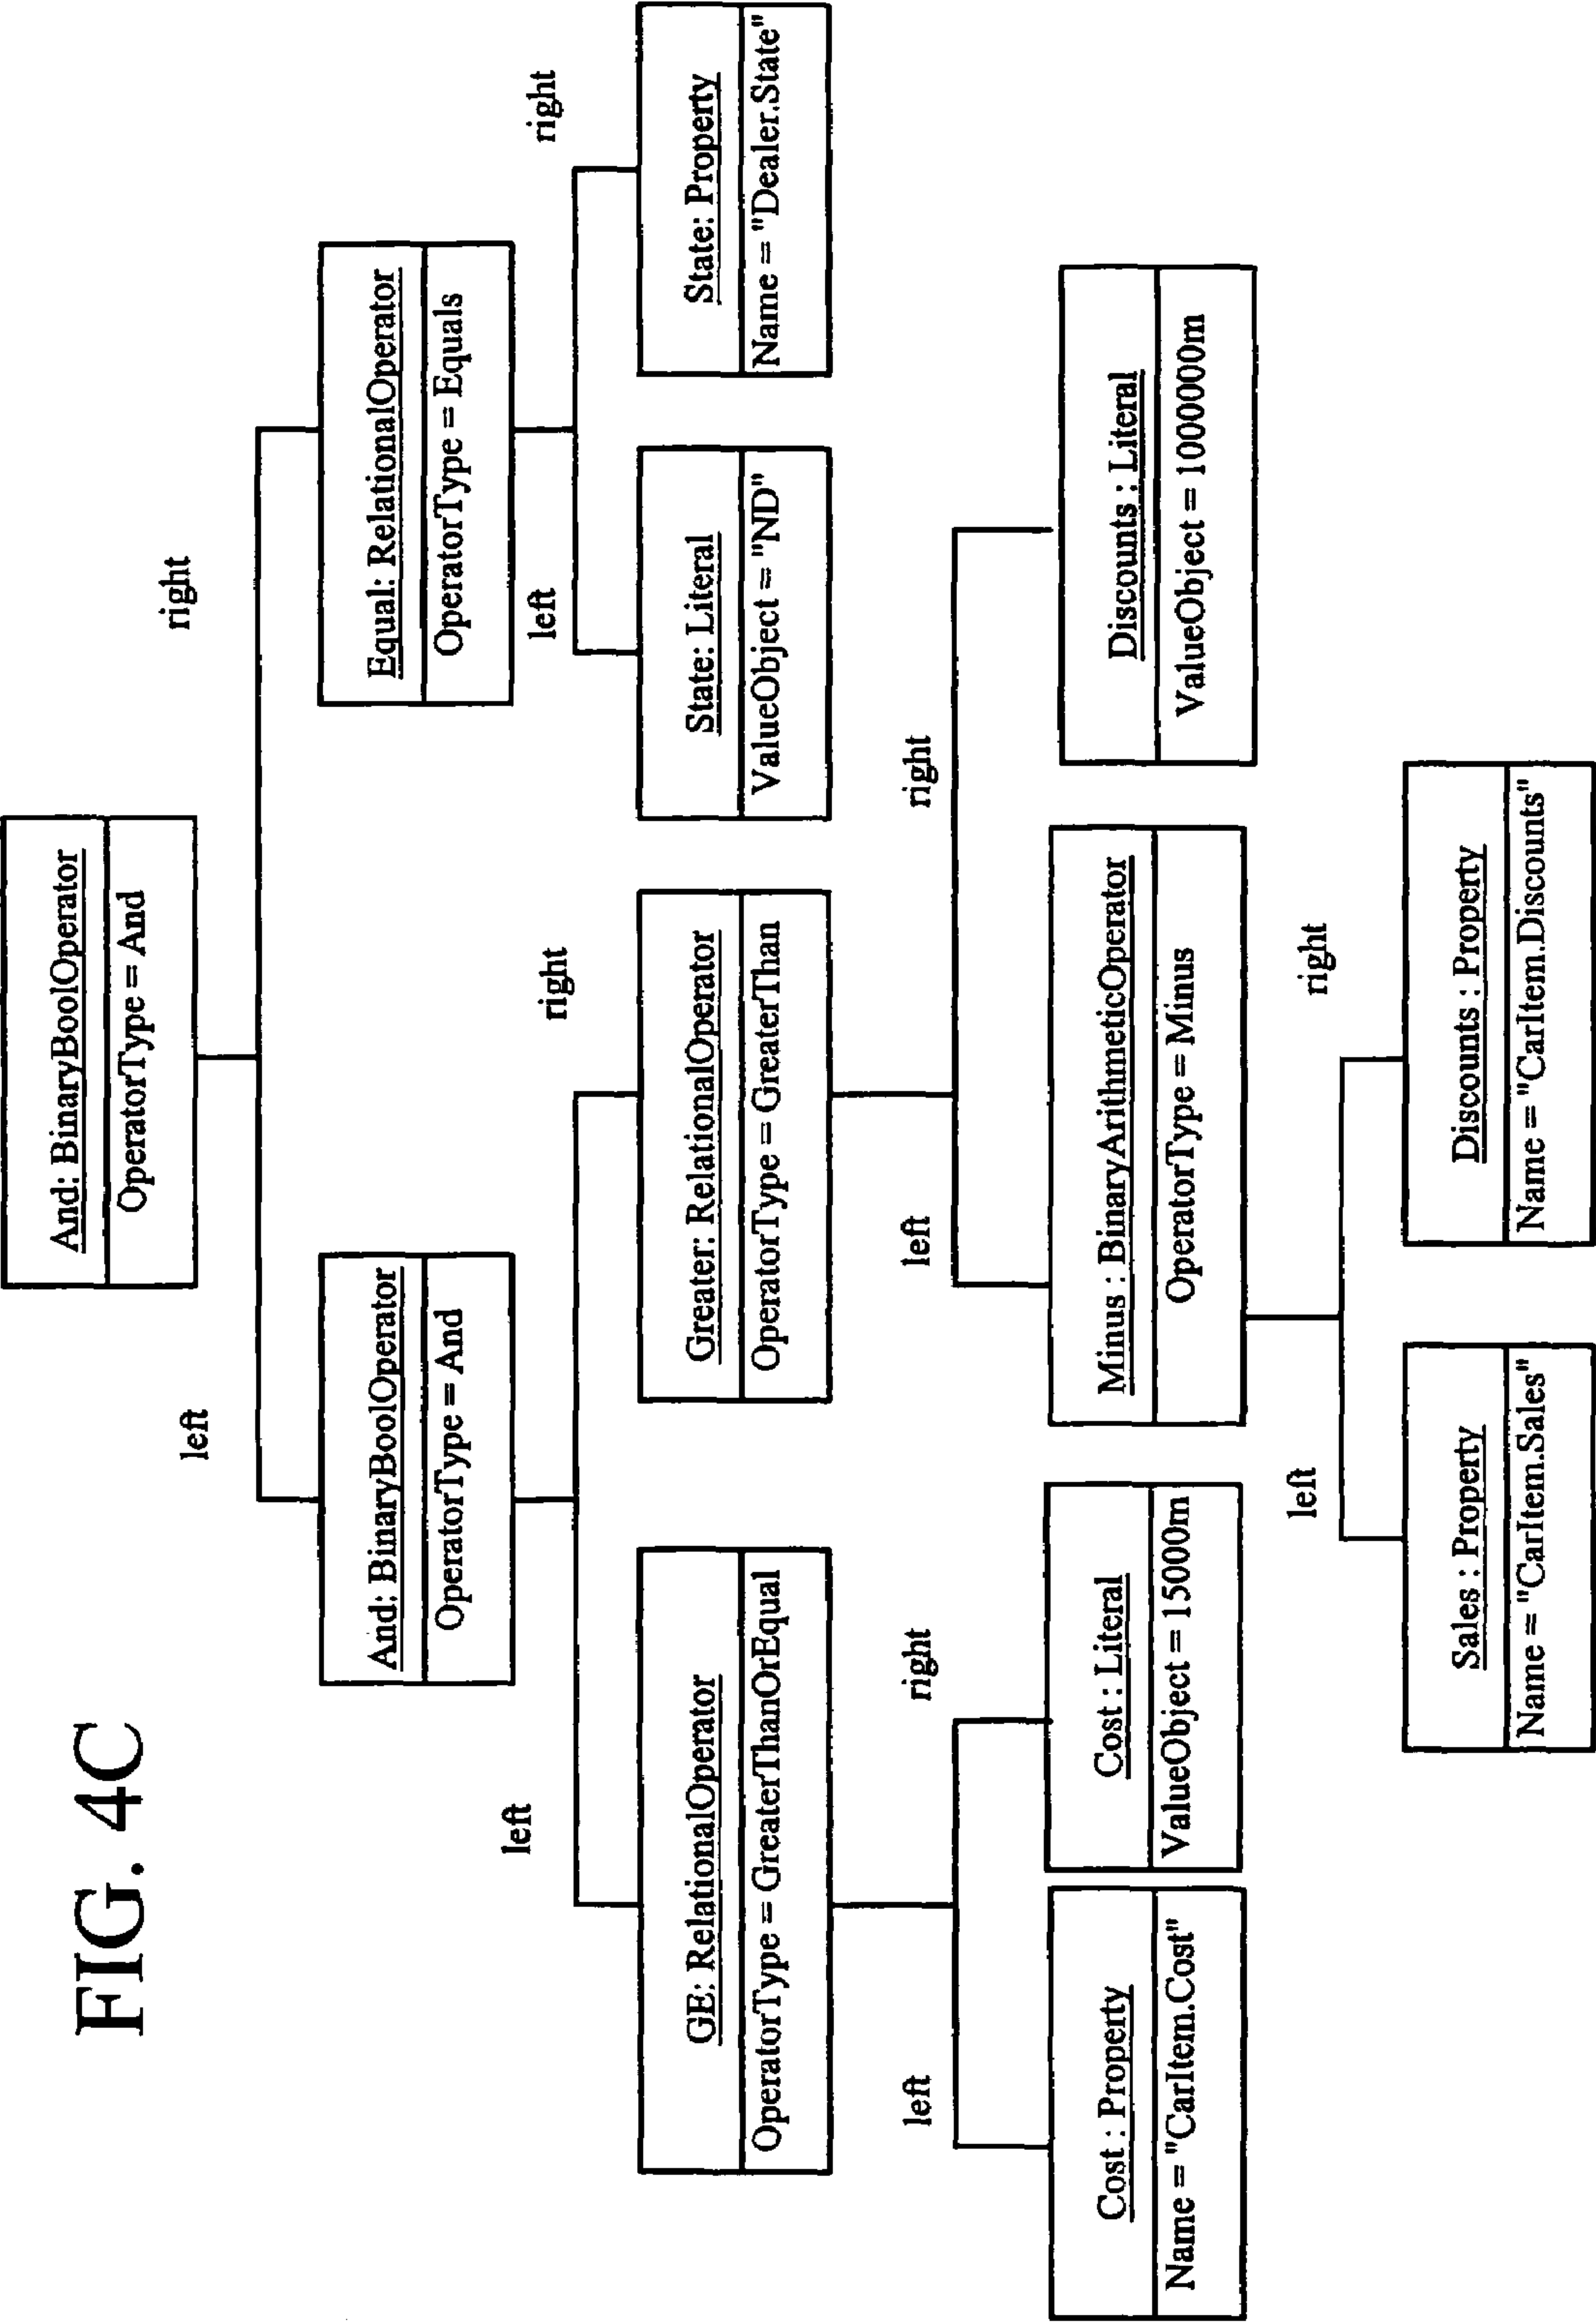 FIG. 4C
And: BinaryBoolOperator
OperatorType = And
left
right
And: BinaryBoolOperator
OperatorType = And
Equal: RelationalOperator
OperatorType = Equals
left
right
left
right
GE: RelationalOperator
OperatorType = GreaterThanOrEqual
Greater: RelationalOperator
OperatorType = GreaterThan
State: Literal
ValueObject = "ND"
State: Property
Name = "Dealer.State"
left
right
left
right
Cost : Property
Name = "CarItem.Cost"
Cost : Literal
ValueObject = 15000m
Minus : BinaryArithmeticOperator
OperatorType = Minus
Discounts : Literal
ValueObject = 1000000m
left
right
Sales : Property
Name = "CarItem.Sales"
Discounts : Property
Name = "CarItem.Discounts"